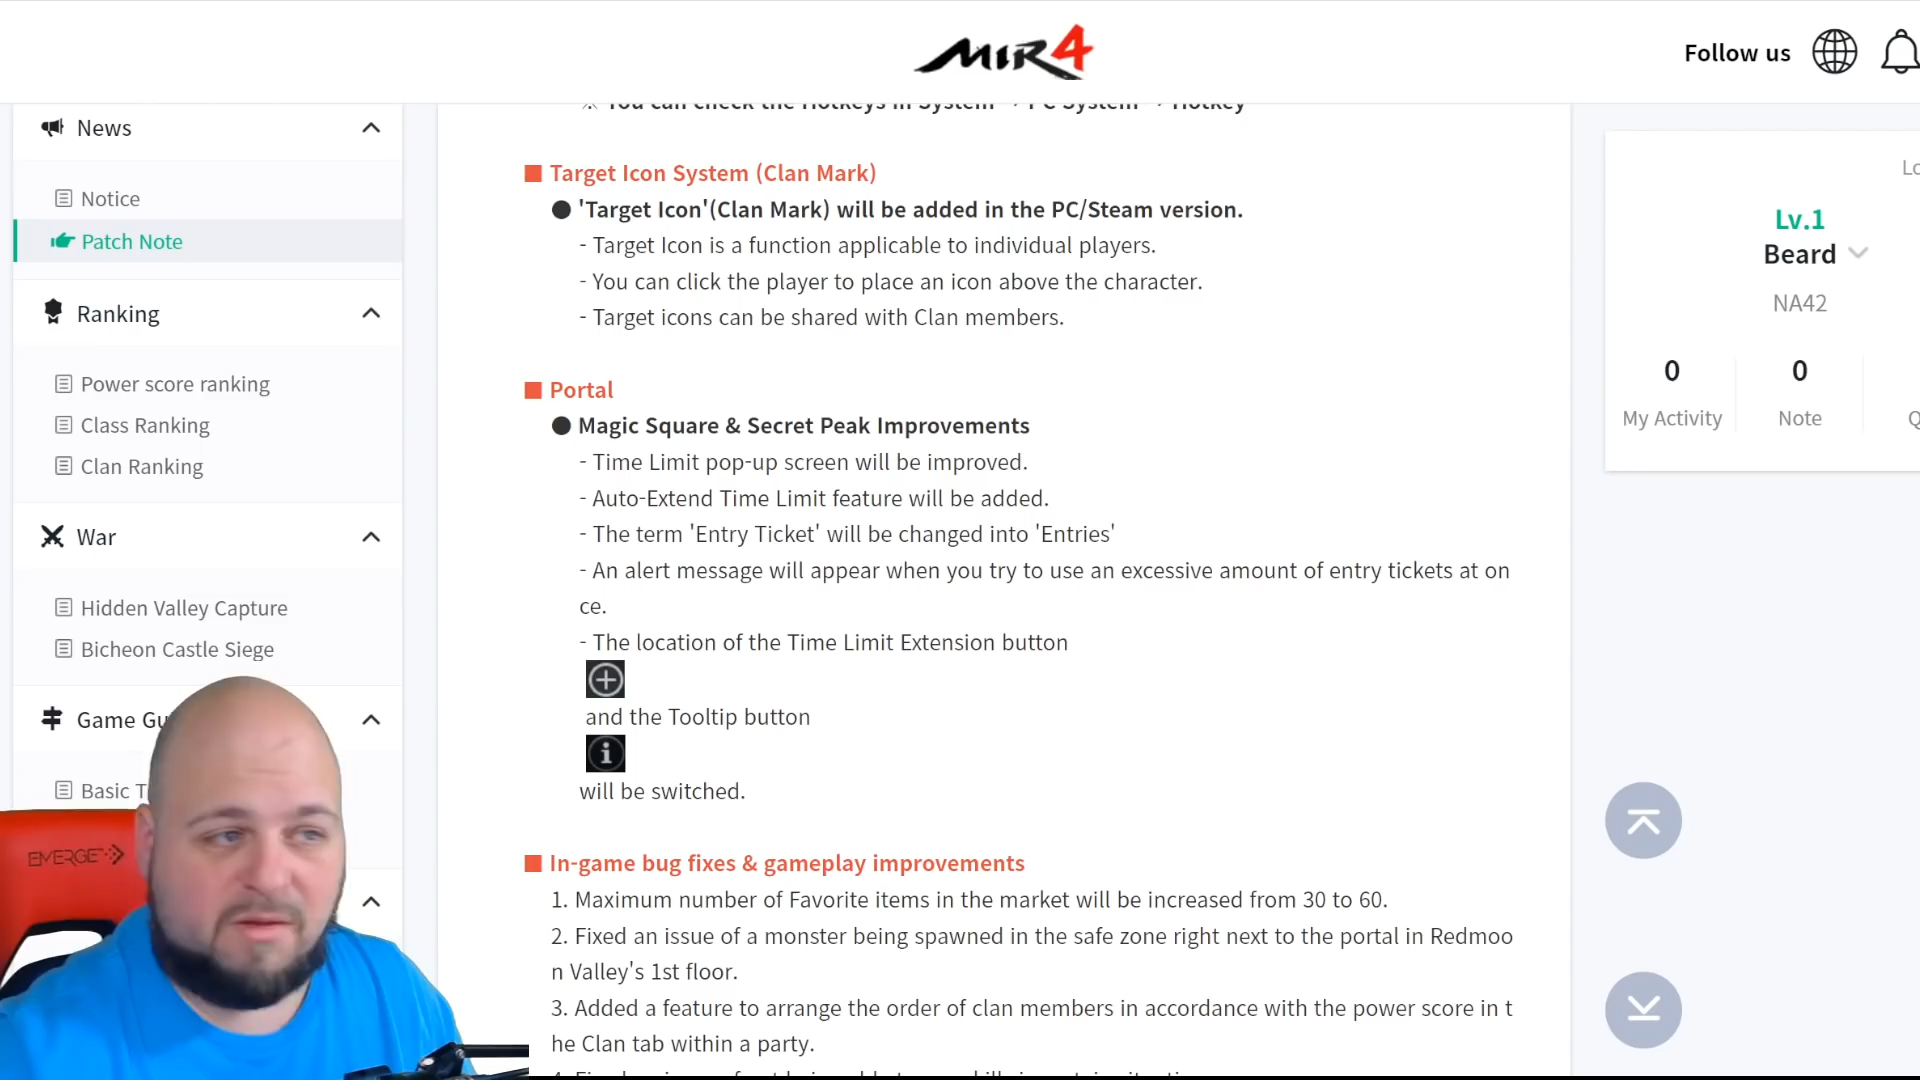 MIR4
Follow us
※ You can check the Hotkeys in System → PC System → Hotkey
News
Notice
Patch Note
Ranking
Power score ranking
Class Ranking
Clan Ranking
War
Hidden Valley Capture
Bicheon Castle Siege
Game Gu
Basic T
EMERGE
■ Target Icon System (Clan Mark)
● 'Target Icon'(Clan Mark) will be added in the PC/Steam version.
- Target Icon is a function applicable to individual players.
- You can click the player to place an icon above the character.
- Target icons can be shared with Clan members.
■ Portal
● Magic Square & Secret Peak Improvements
- Time Limit pop-up screen will be improved.
- Auto-Extend Time Limit feature will be added.
- The term 'Entry Ticket' will be changed into 'Entries'
- An alert message will appear when you try to use an excessive amount of entry tickets at on
ce.
- The location of the Time Limit Extension button
and the Tooltip button
will be switched.
■ In-game bug fixes & gameplay improvements
1. Maximum number of Favorite items in the market will be increased from 30 to 60.
2. Fixed an issue of a monster being spawned in the safe zone right next to the portal in Redmoo
n Valley's 1st floor.
3. Added a feature to arrange the order of clan members in accordance with the power score in t
he Clan tab within a party.
Lo
Lv.1
Beard
NA42
0
My Activity
0
Note
Q